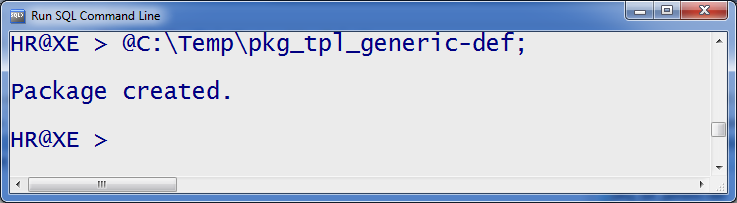 Run SQL Command Line
HR@XE > @C:\Temp\pkg_tpl_generic-def;
Package created.
HR@XE >